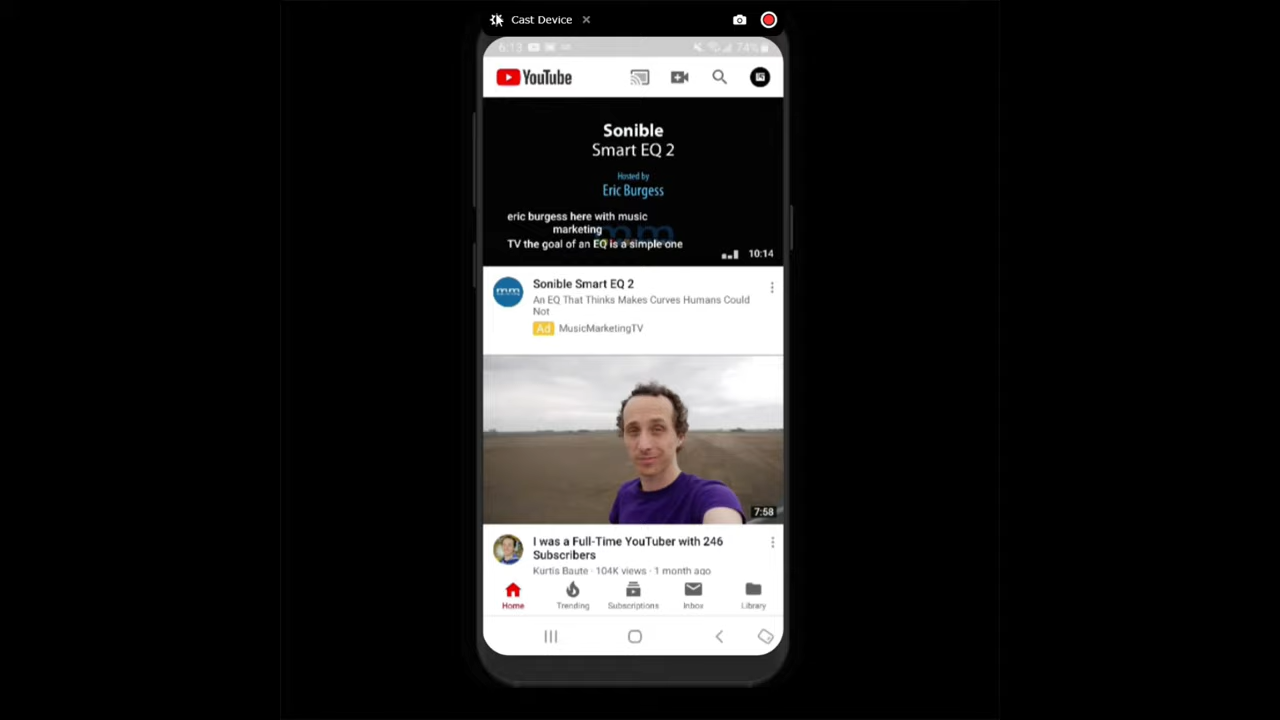 Cast Device
6:13
74%
YouTube
Sonible
Smart EQ 2
Hosted by
Eric Burgess
eric burgess here with music
marketing
TV the goal of an EQ is a simple one
10:14
Sonible Smart EQ 2
An EQ That Thinks Makes Curves Humans Could
Not
Ad MusicMarketingTV
7:58
I was a Full-Time YouTuber with 246
Subscribers
Kurtis Baute · 104K views · 1 month ago
Home Trending Subscriptions Inbox Library